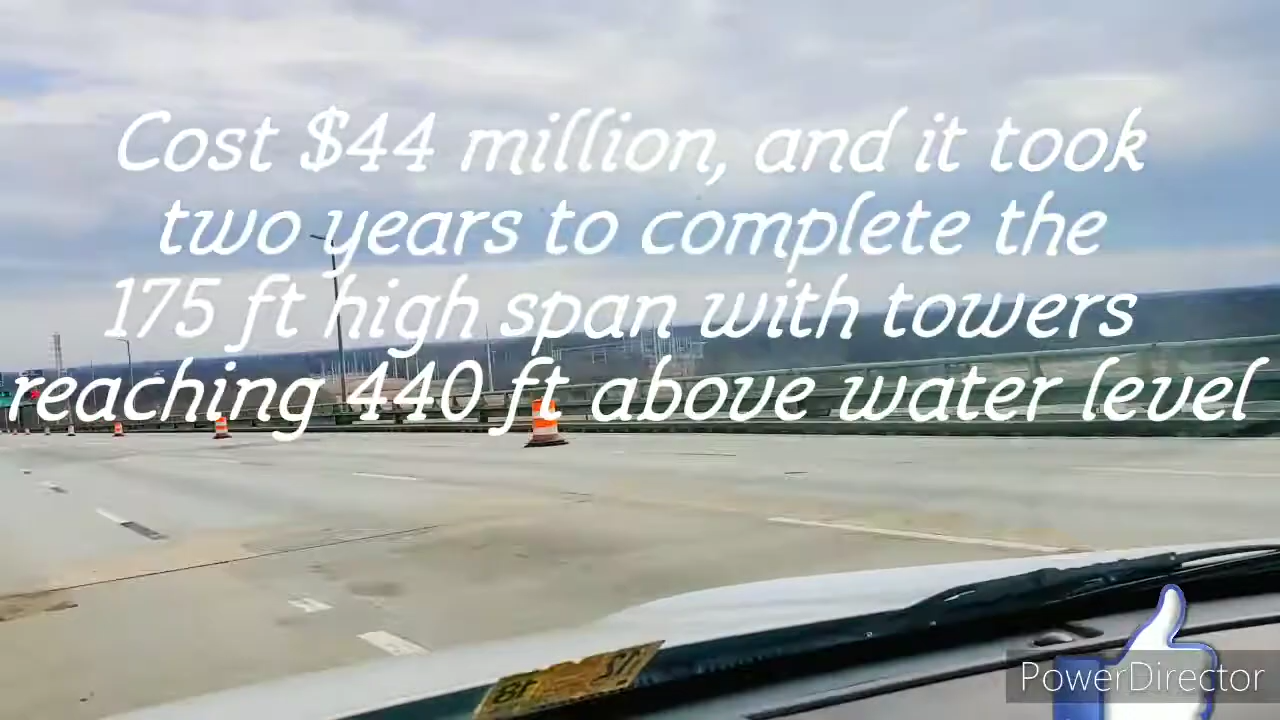 Cost $44 million, and it took
two years to complete the
175 ft high span with towers
reaching 440 ft above water level
PowerDirector